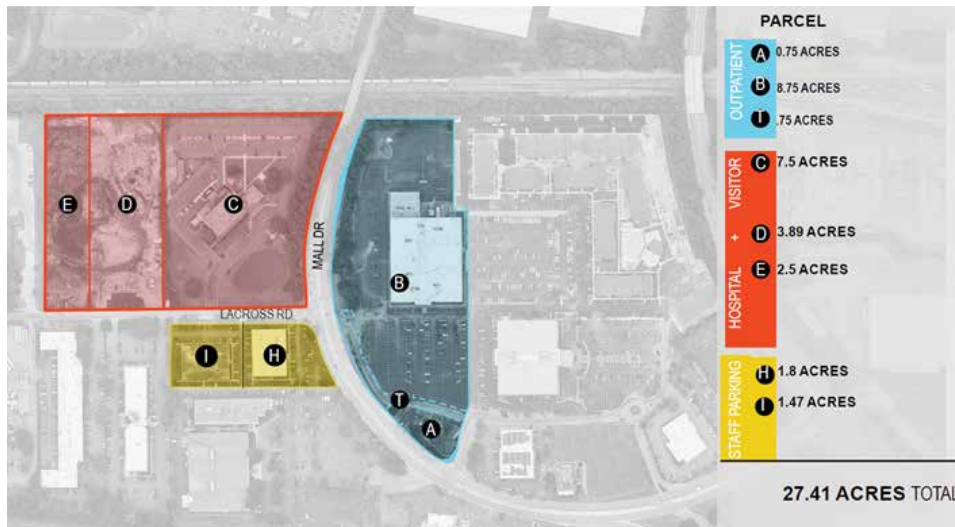 PARCEL
OUTPATIENT
A 0.75 ACRES
B 8.75 ACRES
T .75 ACRES
HOSPITAL + VISITOR
C 7.5 ACRES
D 3.89 ACRES
E 2.5 ACRES
STAFF PARKING
H 1.8 ACRES
I 1.47 ACRES
27.41 ACRES TOTAL
E
D
C
MALL DR
B
LACROSS RD
I
H
T
A